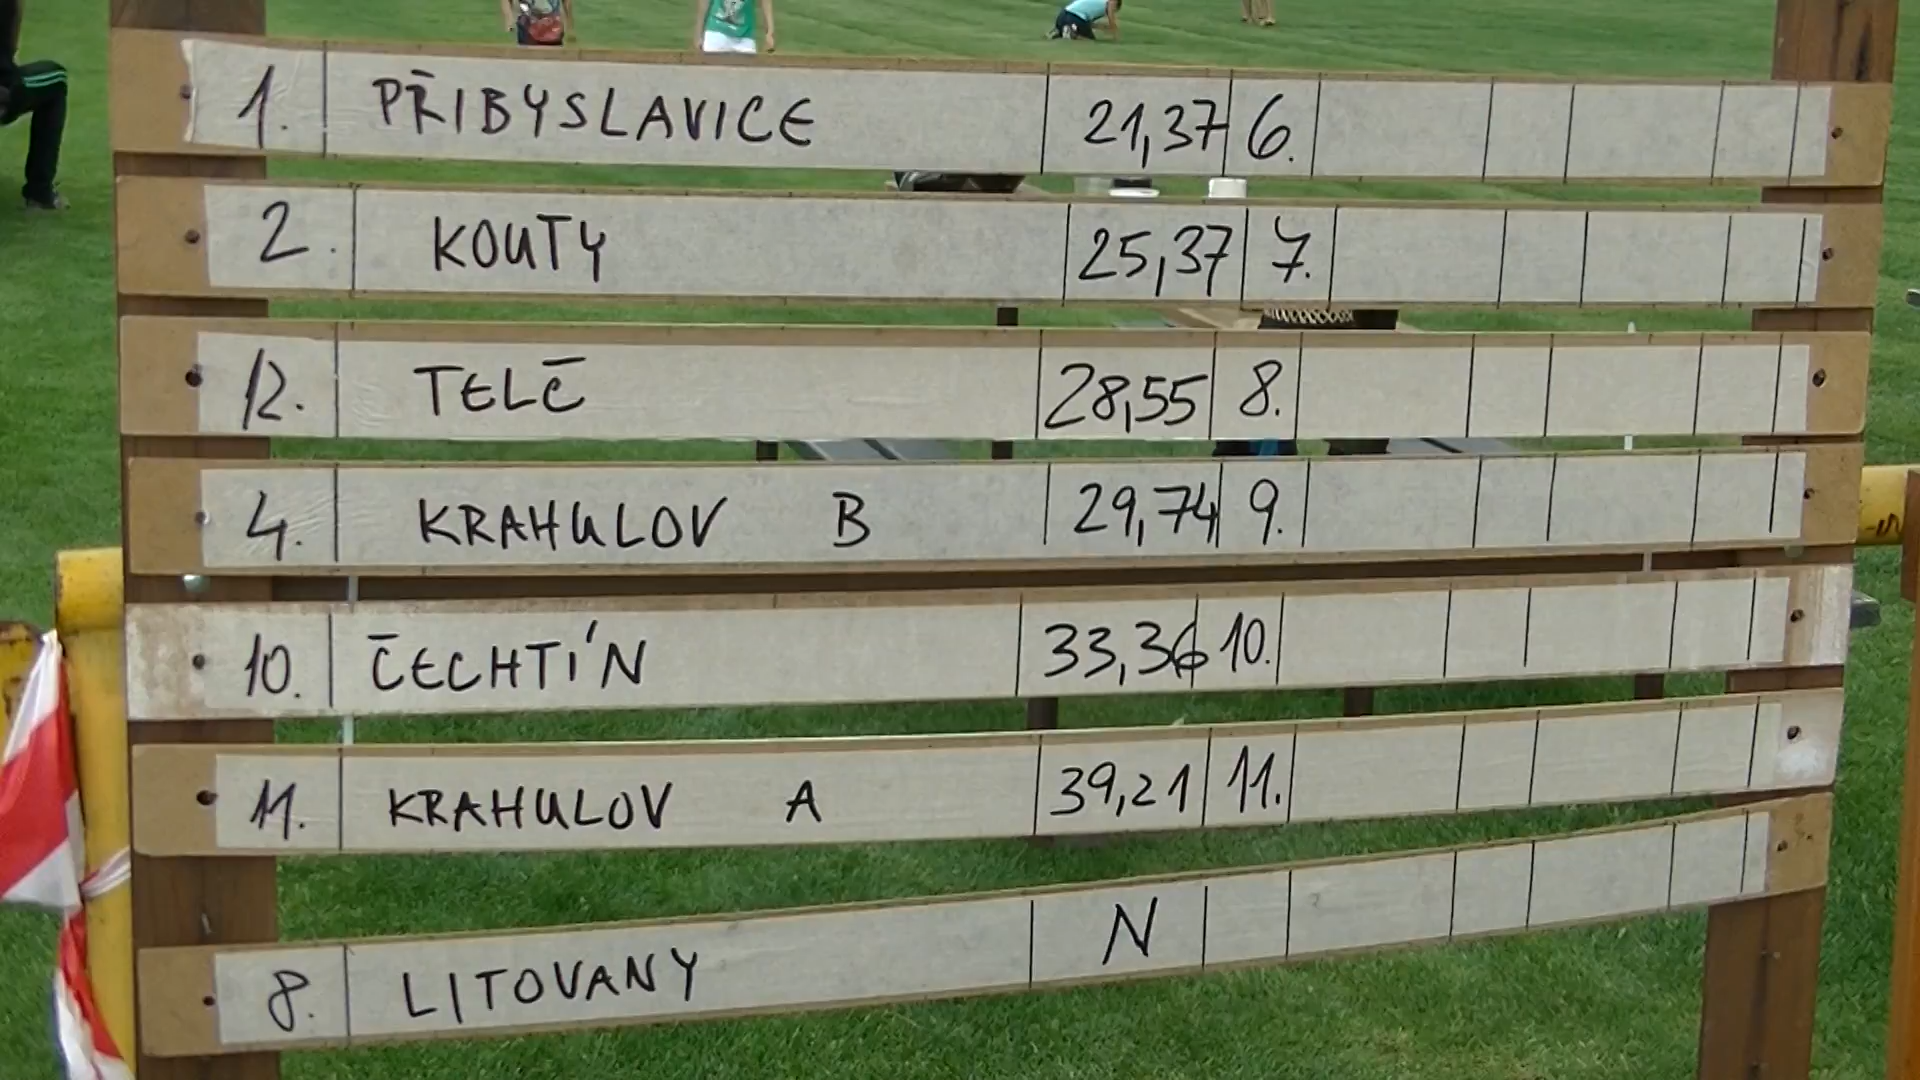 1. PŘIBYSLAVICE 21,37 6.
2. KOUTY 25,37 7.
12. TELČ 28,55 8.
4. KRAHULOV B 29,74 9.
10. ČECHTÍN 33,36 10.
11. KRAHULOV A 39,21 11.
8. LITOVANY N